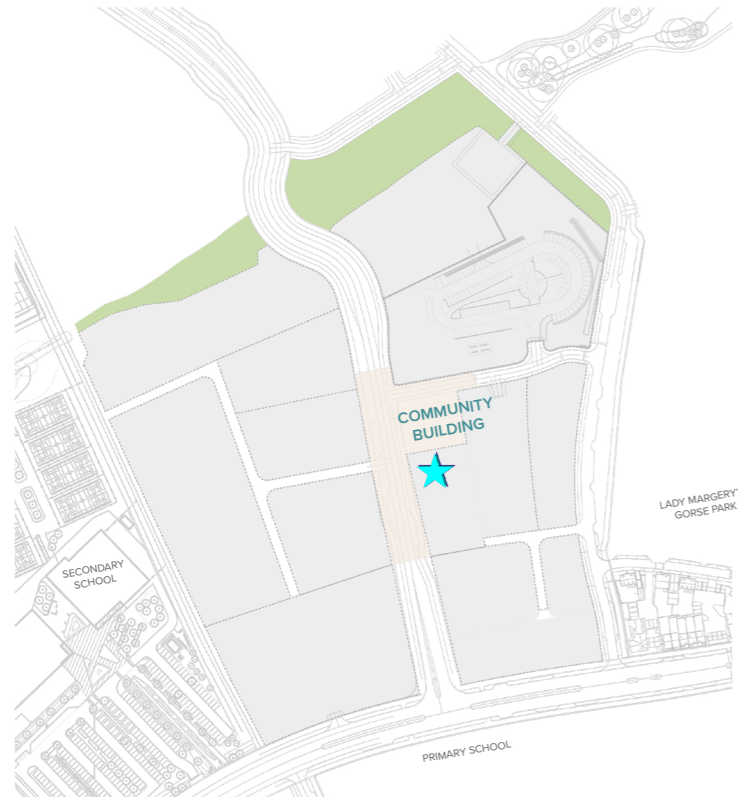 COMMUNITY
BUILDING
LADY MARGERY'
GORSE PARK
SECONDARY
SCHOOL
PRIMARY SCHOOL